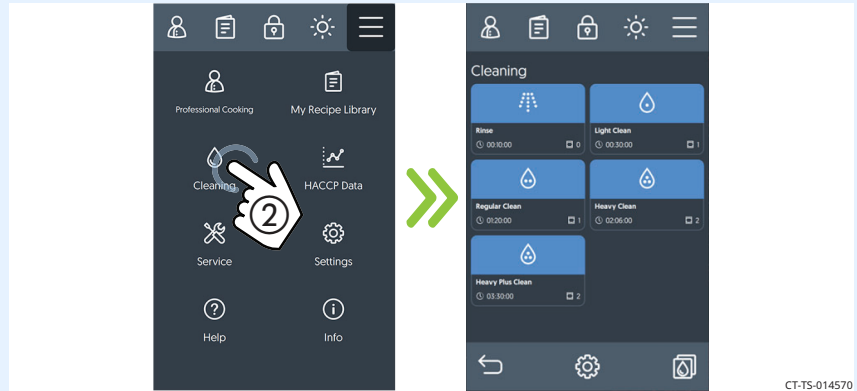 Professional Cooking
My Recipe Library
Cleaning
HACCP Data
2
Service
Settings
Help
Info
Cleaning
Rinse
00:10:00
0
Light Clean
00:30:00
1
Regular Clean
01:20:00
1
Heavy Clean
02:06:00
2
Heavy Plus Clean
03:30:00
2
CT-TS-014570